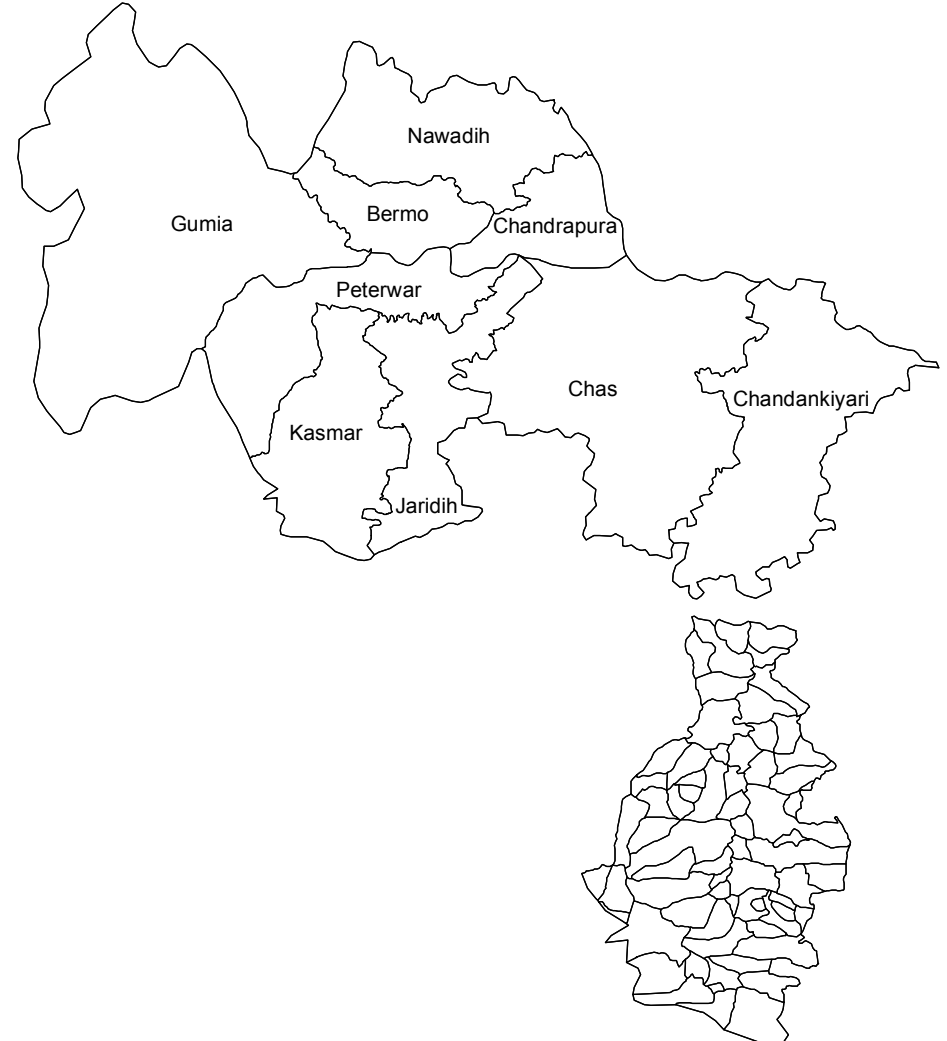 Nawadih
Bermo
Gumia
Chandrapura
Peterwar
Chas
Chandankiyari
Kasmar
Jaridih